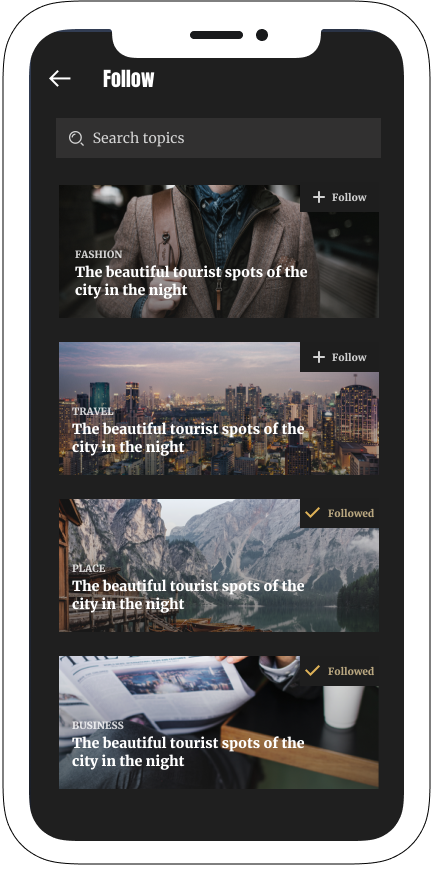 Follow
Search topics
Follow
FASHION
The beautiful tourist spots of the
city in the night
Follow
TRAVEL
The beautiful tourist spots of the
city in the night
Followed
PLACE
The beautiful tourist spots of the
city in the night
Followed
BUSINESS
The beautiful tourist spots of the
city in the night